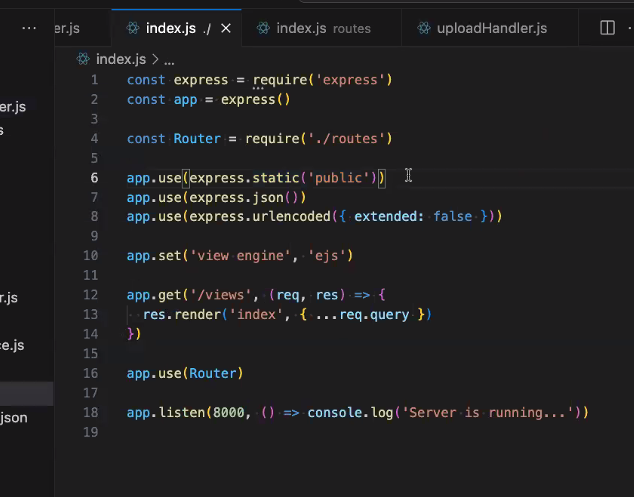 er.js
index.js ./
index.js routes
uploadHandler.js
index.js > ...
1 const express = require('express')
2 const app = express()
3
4 const Router = require('./routes')
5
6 app.use(express.static('public'))
7 app.use(express.json())
8 app.use(express.urlencoded({ extended: false }))
9
10 app.set('view engine', 'ejs')
11
12 app.get('/views', (req, res) => {
13 res.render('index', { ...req.query })
14 })
15
16 app.use(Router)
17
18 app.listen(8000, () => console.log('Server is running...'))
19
er.js
s
r.js
e.js
json